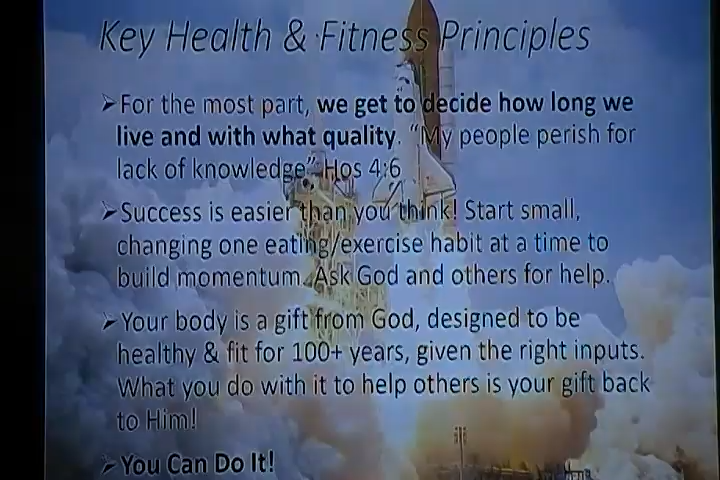 Key Health & Fitness Principles
➢For the most part, we get to decide how long we
live and with what quality. “My people perish for
lack of knowledge” Hos 4:6
➢Success is easier than you think! Start small,
changing one eating/exercise habit at a time to
build momentum. Ask God and others for help.
➢Your body is a gift from God, designed to be
healthy & fit for 100+ years, given the right inputs.
What you do with it to help others is your gift back
to Him!
➢You Can Do It!